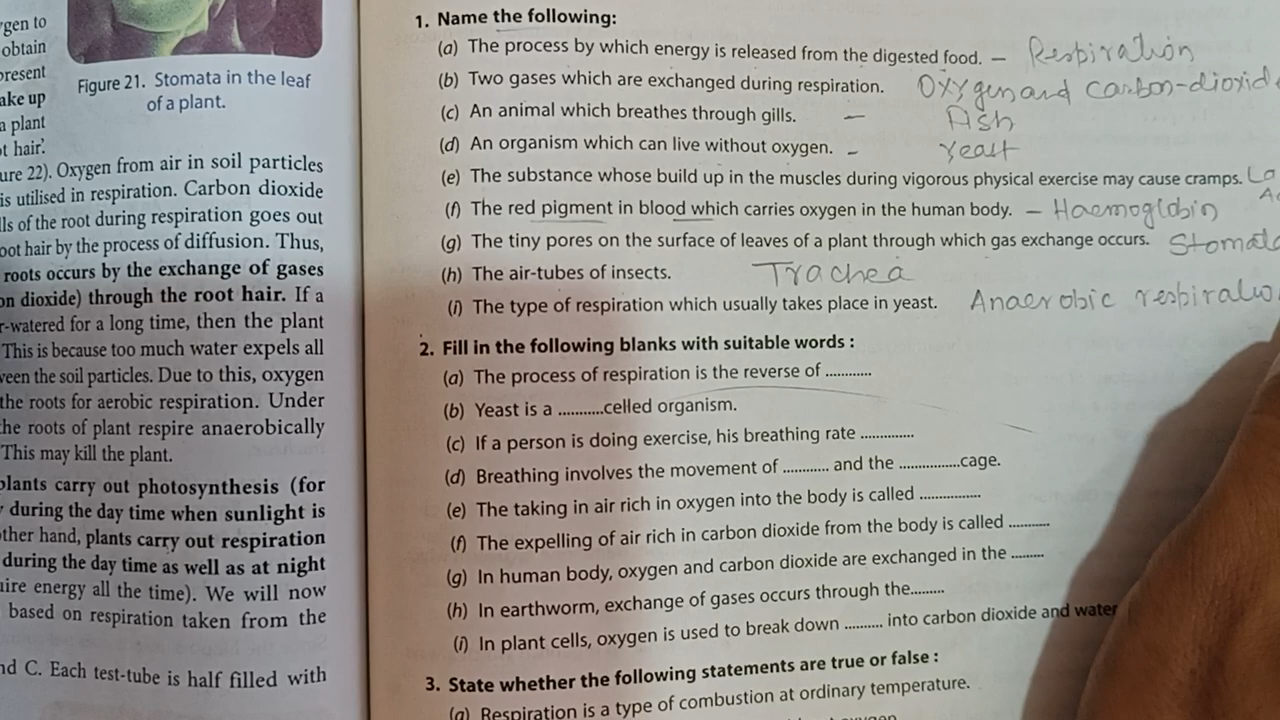 rgen to
obtain
present
ake up
a plant
ot hair.
Figure 21. Stomata in the leaf
of a plant.
ure 22). Oxygen from air in soil particles
is utilised in respiration. Carbon dioxide
lls of the root during respiration goes out
oot hair by the process of diffusion. Thus,
roots occurs by the exchange of gases
on dioxide) through the root hair. If a
r-watered for a long time, then the plant
This is because too much water expels all
ween the soil particles. Due to this, oxygen
the roots for aerobic respiration. Under
he roots of plant respire anaerobically
This may kill the plant.
plants carry out photosynthesis (for
during the day time when sunlight is
other hand, plants carry out respiration
during the day time as well as at night
uire energy all the time). We will now
based on respiration taken from the
nd C. Each test-tube is half filled with
1. Name the following:
(a) The process by which energy is released from the digested food. – Respiration
(b) Two gases which are exchanged during respiration. Oxygen and carbon-dioxid
(c) An animal which breathes through gills. – Fish
(d) An organism which can live without oxygen. – Yeast
(e) The substance whose build up in the muscles during vigorous physical exercise may cause cramps. La
Ac
(f) The red pigment in blood which carries oxygen in the human body. – Haemoglobin
(g) The tiny pores on the surface of leaves of a plant through which gas exchange occurs. Stomata
(h) The air-tubes of insects. Trachea
(i) The type of respiration which usually takes place in yeast. Anaerobic respiratio
2. Fill in the following blanks with suitable words :
(a) The process of respiration is the reverse of ............
(b) Yeast is a ...........celled organism.
(c) If a person is doing exercise, his breathing rate ..............
(d) Breathing involves the movement of ............ and the ................cage.
(e) The taking in air rich in oxygen into the body is called ................
(f) The expelling of air rich in carbon dioxide from the body is called ...........
(g) In human body, oxygen and carbon dioxide are exchanged in the .........
(h) In earthworm, exchange of gases occurs through the.........
(i) In plant cells, oxygen is used to break down .......... into carbon dioxide and water
3. State whether the following statements are true or false :
(a) Respiration is a type of combustion at ordinary temperature.